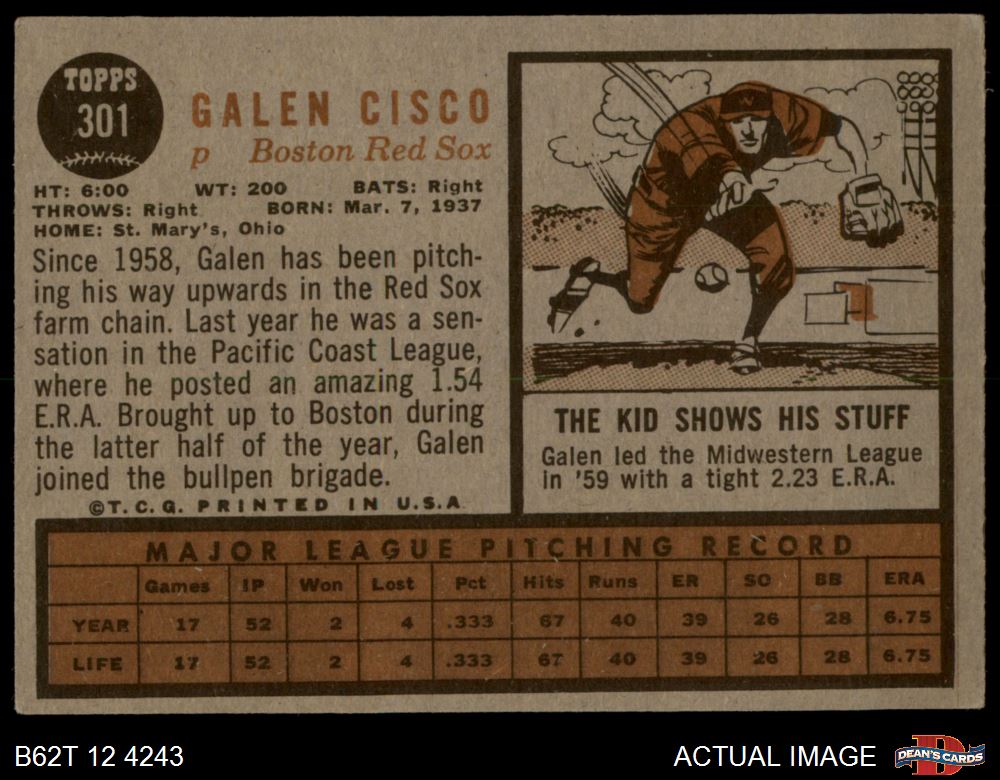 TOPPS
301
GALEN CISCO
p Boston Red Sox
HT: 6:00 WT: 200 BATS: Right
THROWS: Right BORN: Mar. 7, 1937
HOME: St. Mary's, Ohio
Since 1958, Galen has been pitch-
ing his way upwards in the Red Sox
farm chain. Last year he was a sen-
sation in the Pacific Coast League,
where he posted an amazing 1.54
E.R.A. Brought up to Boston during
the latter half of the year, Galen
joined the bullpen brigade.
©T.C.G. PRINTED IN U.S.A.
W
THE KID SHOWS HIS STUFF
Galen led the Midwestern League
in '59 with a tight 2.23 E.R.A.
MAJOR LEAGUE PITCHING RECORD
Games IP Won Lost Pct Hits Runs ER SO BB ERA
YEAR 17 52 2 4 .333 67 40 39 26 28 6.75
LIFE 17 52 2 4 .333 67 40 39 26 28 6.75
B62T 12 4243
ACTUAL IMAGE
D
DEAN'S CARDS